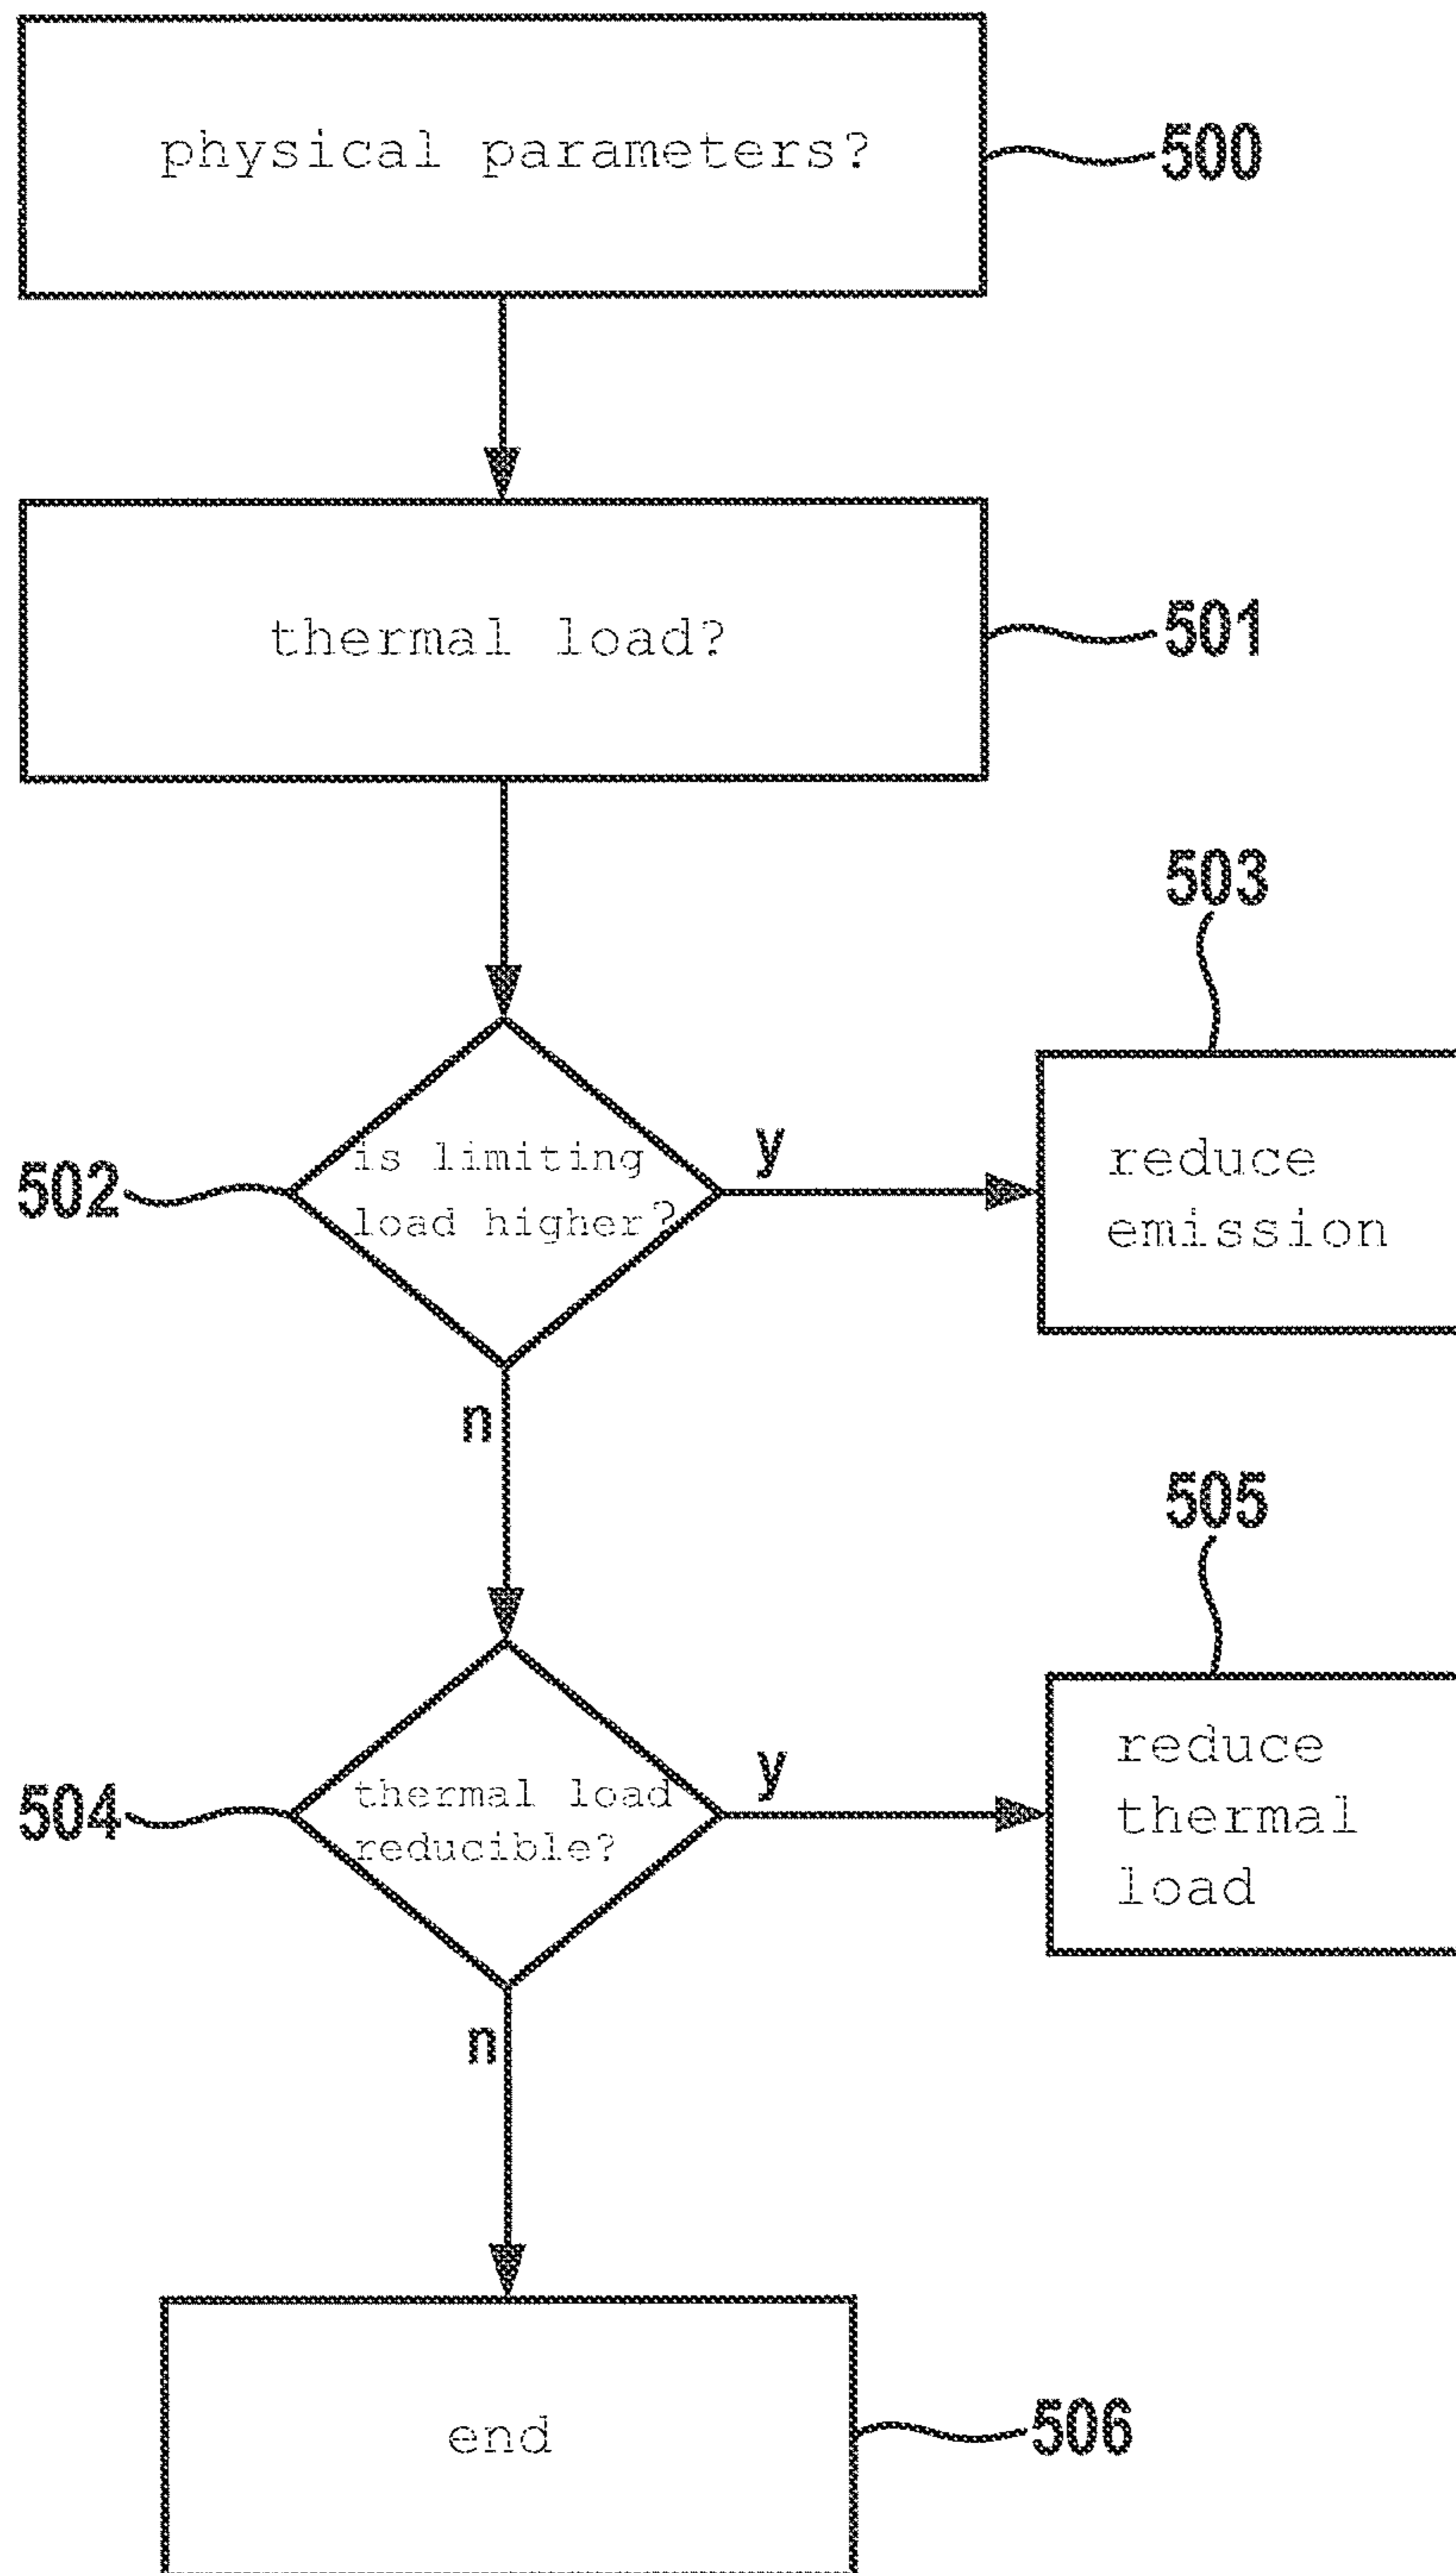 physical parameters?
500
thermal load?
501
503
is limiting
load higher?
502
y
reduce
emission
n
505
thermal load
reducible?
504
y
reduce
thermal
load
n
end
506